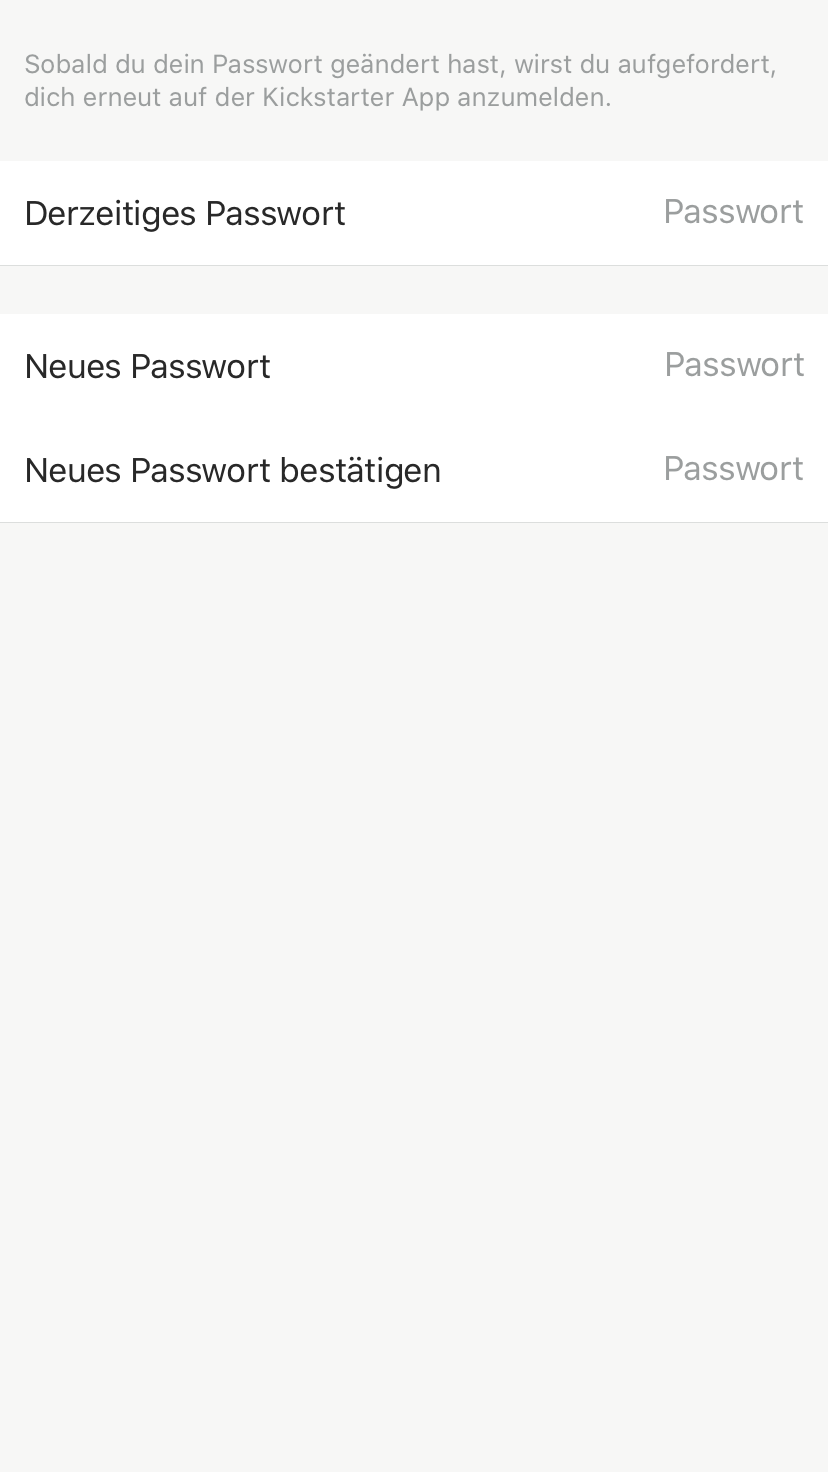 Sobald du dein Passwort geändert hast, wirst du aufgefordert,
dich erneut auf der Kickstarter App anzumelden.
Derzeitiges Passwort Passwort
Neues Passwort Passwort
Neues Passwort bestätigen Passwort